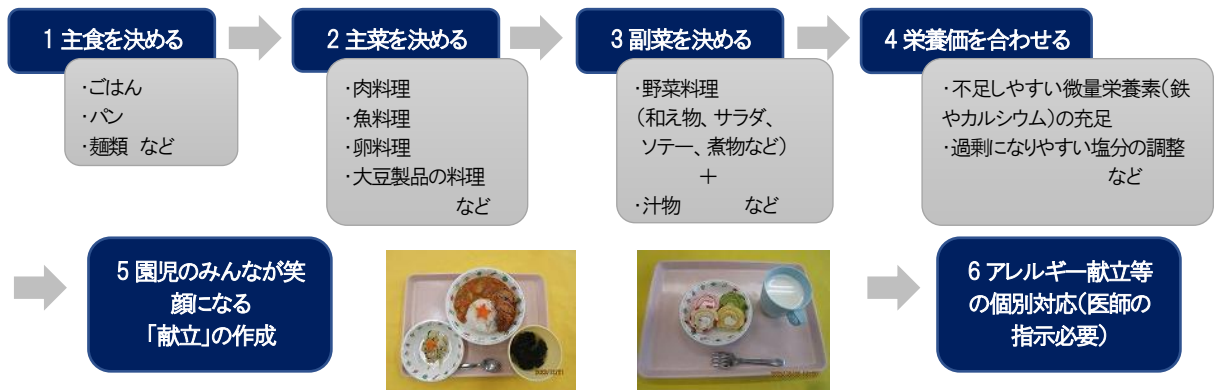 1 主食を決める
・ごはん
・パン
・麺類 など
2 主菜を決める
・肉料理
・魚料理
・卵料理
・大豆製品の料理
など
3 副菜を決める
・野菜料理
(和え物、サラダ、
ソテー、煮物など)
+
・汁物 など
4 栄養価を合わせる
・不足しやすい微量栄養素(鉄
やカルシウム)の充足
・過剰になりやすい塩分の調整
など
5 園児のみんなが笑
顔になる
「献立」の作成
6 アレルギー献立等
の個別対応(医師の
指示必要)